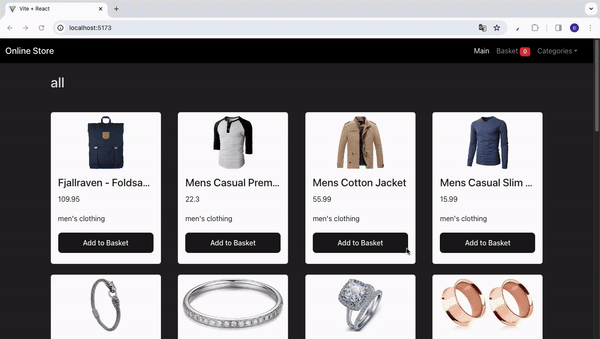 Vite + React
localhost:5173
Online Store
Main
Basket 0
Categories
all
Fjallraven - Foldsa...
109.95
men's clothing
Add to Basket
Mens Casual Prem...
22.3
men's clothing
Add to Basket
Mens Cotton Jacket
55.99
men's clothing
Add to Basket
Mens Casual Slim ...
15.99
men's clothing
Add to Basket